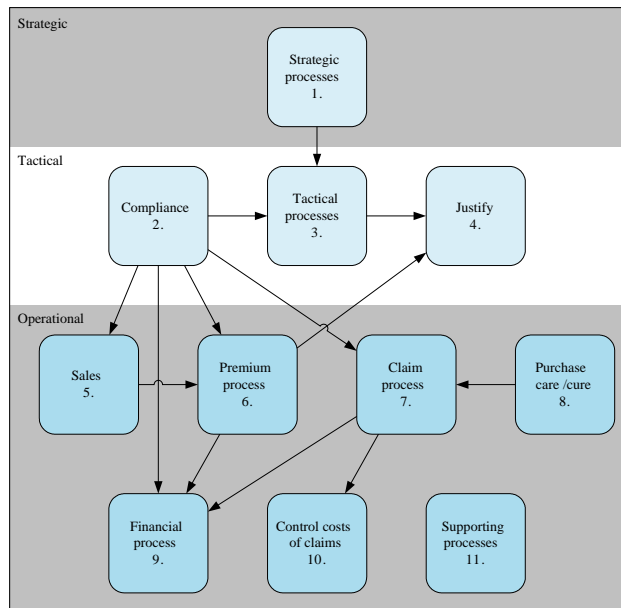 Strategic
Strategic
processes
1.
Tactical
Compliance
2.
Tactical
processes
3.
Justify
4.
Operational
Sales
5.
Premium
process
6.
Claim
process
7.
Purchase
care /cure
8.
Financial
process
9.
Control costs
of claims
10.
Supporting
processes
11.